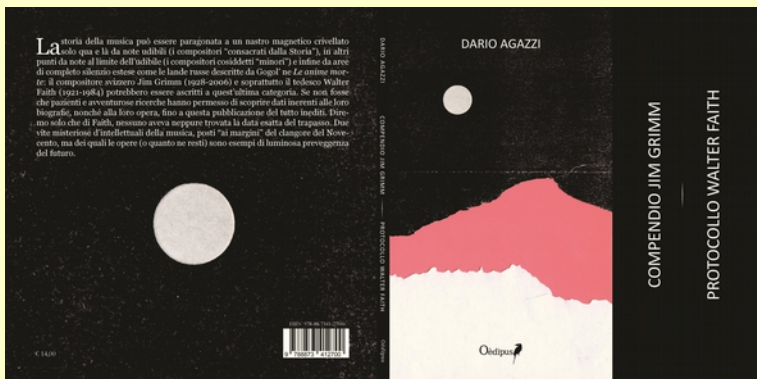 La storia della musica può essere paragonata a un nastro magnetico crivellato
solo qua e là da note udibili (i compositori “consacrati dalla Storia”), in altri
punti da note al limite dell'udibile (i compositori cosiddetti “minori”) e infine da aree
di completo silenzio estese come le lande russe descritte da Gogol' ne Le anime mor-
te: il compositore svizzero Jim Grimm (1928-2006) e soprattutto il tedesco Walter
Faith (1921-1984) potrebbero essere ascritti a quest'ultima categoria. Se non fosse
che pazienti e avventurose ricerche hanno permesso di scoprire dati inerenti alle loro
biografie, nonché alla loro opera, fino a questa pubblicazione del tutto inediti. Dire-
mo solo che di Faith, nessuno aveva neppure trovata la data esatta del trapasso. Due
vite misteriose d'intellettuali della musica, posti “ai margini” del clangore del Nove-
cento, ma dei quali le opere (o quanto ne resti) sono esempi di luminosa preveggenza
del futuro.
€ 14,00
9 788873 412700
DARIO AGAZZI
COMPENDIO JIM GRIMM
PROTOCOLLO WALTER FAITH
Oèdipus
DARIO AGAZZI
Oèdipus
COMPENDIO JIM GRIMM
PROTOCOLLO WALTER FAITH